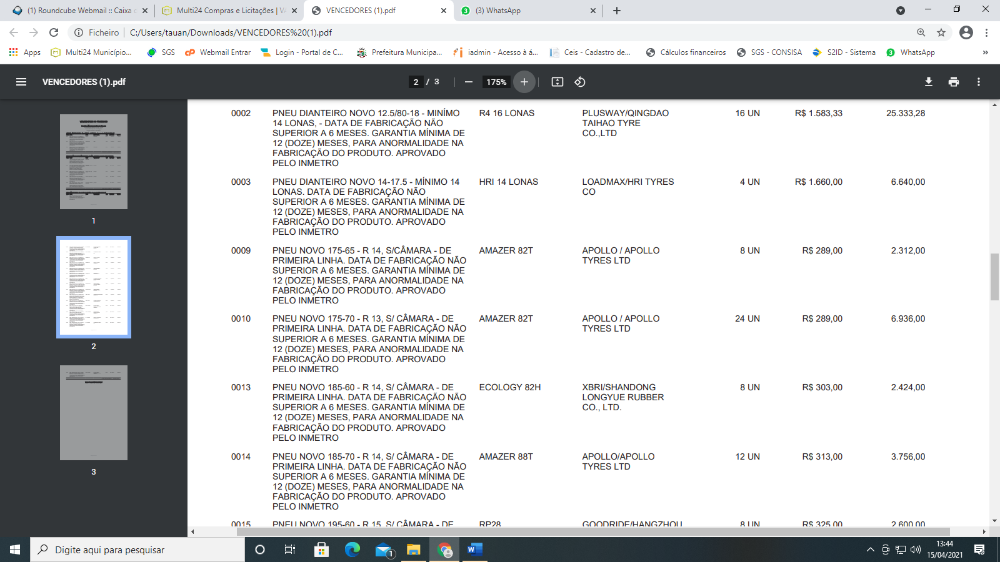 (1) Roundcube Webmail :: Caixa
Multi24 Compras e Licitações |
VENCEDORES (1).pdf
(3) WhatsApp
Ficheiro
C:/Users/tauan/Downloads/VENCEDORES%20(1).pdf
Apps
Multi24 Município...
SGS
Webmail Entrar
Login - Portal de C...
Prefeitura Municipa...
iadmin - Acesso à á...
Ceis - Cadastro de...
Cálculos financeiros
SGS - CONSISA
S2ID - Sistema
WhatsApp
»
VENCEDORES (1).pdf
2 / 3
175%
1
2
3
0002 PNEU DIANTEIRO NOVO 12.5/80-18 - MINÍMO R4 16 LONAS PLUSWAY/QINGDAO 16 UN R$ 1.583,33 25.333,28
14 LONAS, - DATA DE FABRICAÇÃO NÃO TAIHAO TYRE
SUPERIOR A 6 MESES. GARANTIA MÍNIMA DE CO.,LTD
12 (DOZE) MESES, PARA ANORMALIDADE NA
FABRICAÇÃO DO PRODUTO. APROVADO
PELO INMETRO
0003 PNEU DIANTEIRO NOVO 14-17.5 - MÍNIMO 14 HRI 14 LONAS LOADMAX/HRI TYRES 4 UN R$ 1.660,00 6.640,00
LONAS. DATA DE FABRICAÇÃO NÃO CO
SUPERIOR A 6 MESES. GARANTIA MÍNIMA DE
12 (DOZE) MESES, PARA ANORMALIDADE NA
FABRICAÇÃO DO PRODUTO. APROVADO
PELO INMETRO
0009 PNEU NOVO 175-65 - R 14, S/CÂMARA - DE AMAZER 82T APOLLO / APOLLO 8 UN R$ 289,00 2.312,00
PRIMEIRA LINHA. DATA DE FABRICAÇÃO NÃO TYRES LTD
SUPERIOR A 6 MESES. GARANTIA MÍNIMA DE
12 (DOZE) MESES, PARA ANORMALIDADE NA
FABRICAÇÃO DO PRODUTO. APROVADO
PELO INMETRO
0010 PNEU NOVO 175-70 - R 13, S/ CÂMARA - DE AMAZER 82T APOLLO / APOLLO 24 UN R$ 289,00 6.936,00
PRIMEIRA LINHA. DATA DE FABRICAÇÃO NÃO TYRES LTD
SUPERIOR A 6 MESES. GARANTIA MÍNIMA DE
12 (DOZE) MESES, PARA ANORMALIDADE NA
FABRICAÇÃO DO PRODUTO. APROVADO
PELO INMETRO
0013 PNEU NOVO 185-60 - R 14, S/ CÂMARA - DE ECOLOGY 82H XBRI/SHANDONG 8 UN R$ 303,00 2.424,00
PRIMEIRA LINHA. DATA DE FABRICAÇÃO NÃO LONGYUE RUBBER
SUPERIOR A 6 MESES. GARANTIA MÍNIMA DE CO., LTD.
12 (DOZE) MESES, PARA ANORMALIDADE NA
FABRICAÇÃO DO PRODUTO. APROVADO
PELO INMETRO
0014 PNEU NOVO 185-70 - R 14, S/ CÂMARA - DE AMAZER 88T APOLLO/APOLLO 12 UN R$ 313,00 3.756,00
PRIMEIRA LINHA. DATA DE FABRICAÇÃO NÃO TYRES LTD
SUPERIOR A 6 MESES. GARANTIA MÍNIMA DE
12 (DOZE) MESES, PARA ANORMALIDADE NA
FABRICAÇÃO DO PRODUTO. APROVADO
PELO INMETRO
0015 PNEU NOVO 195-60 - R 15, S/ CÂMARA - DE RP28 GOODRIDE/HANGZHOU 8 UN R$ 325,00 2.600,00
Digite aqui para pesquisar
1
13:44
15/04/2021